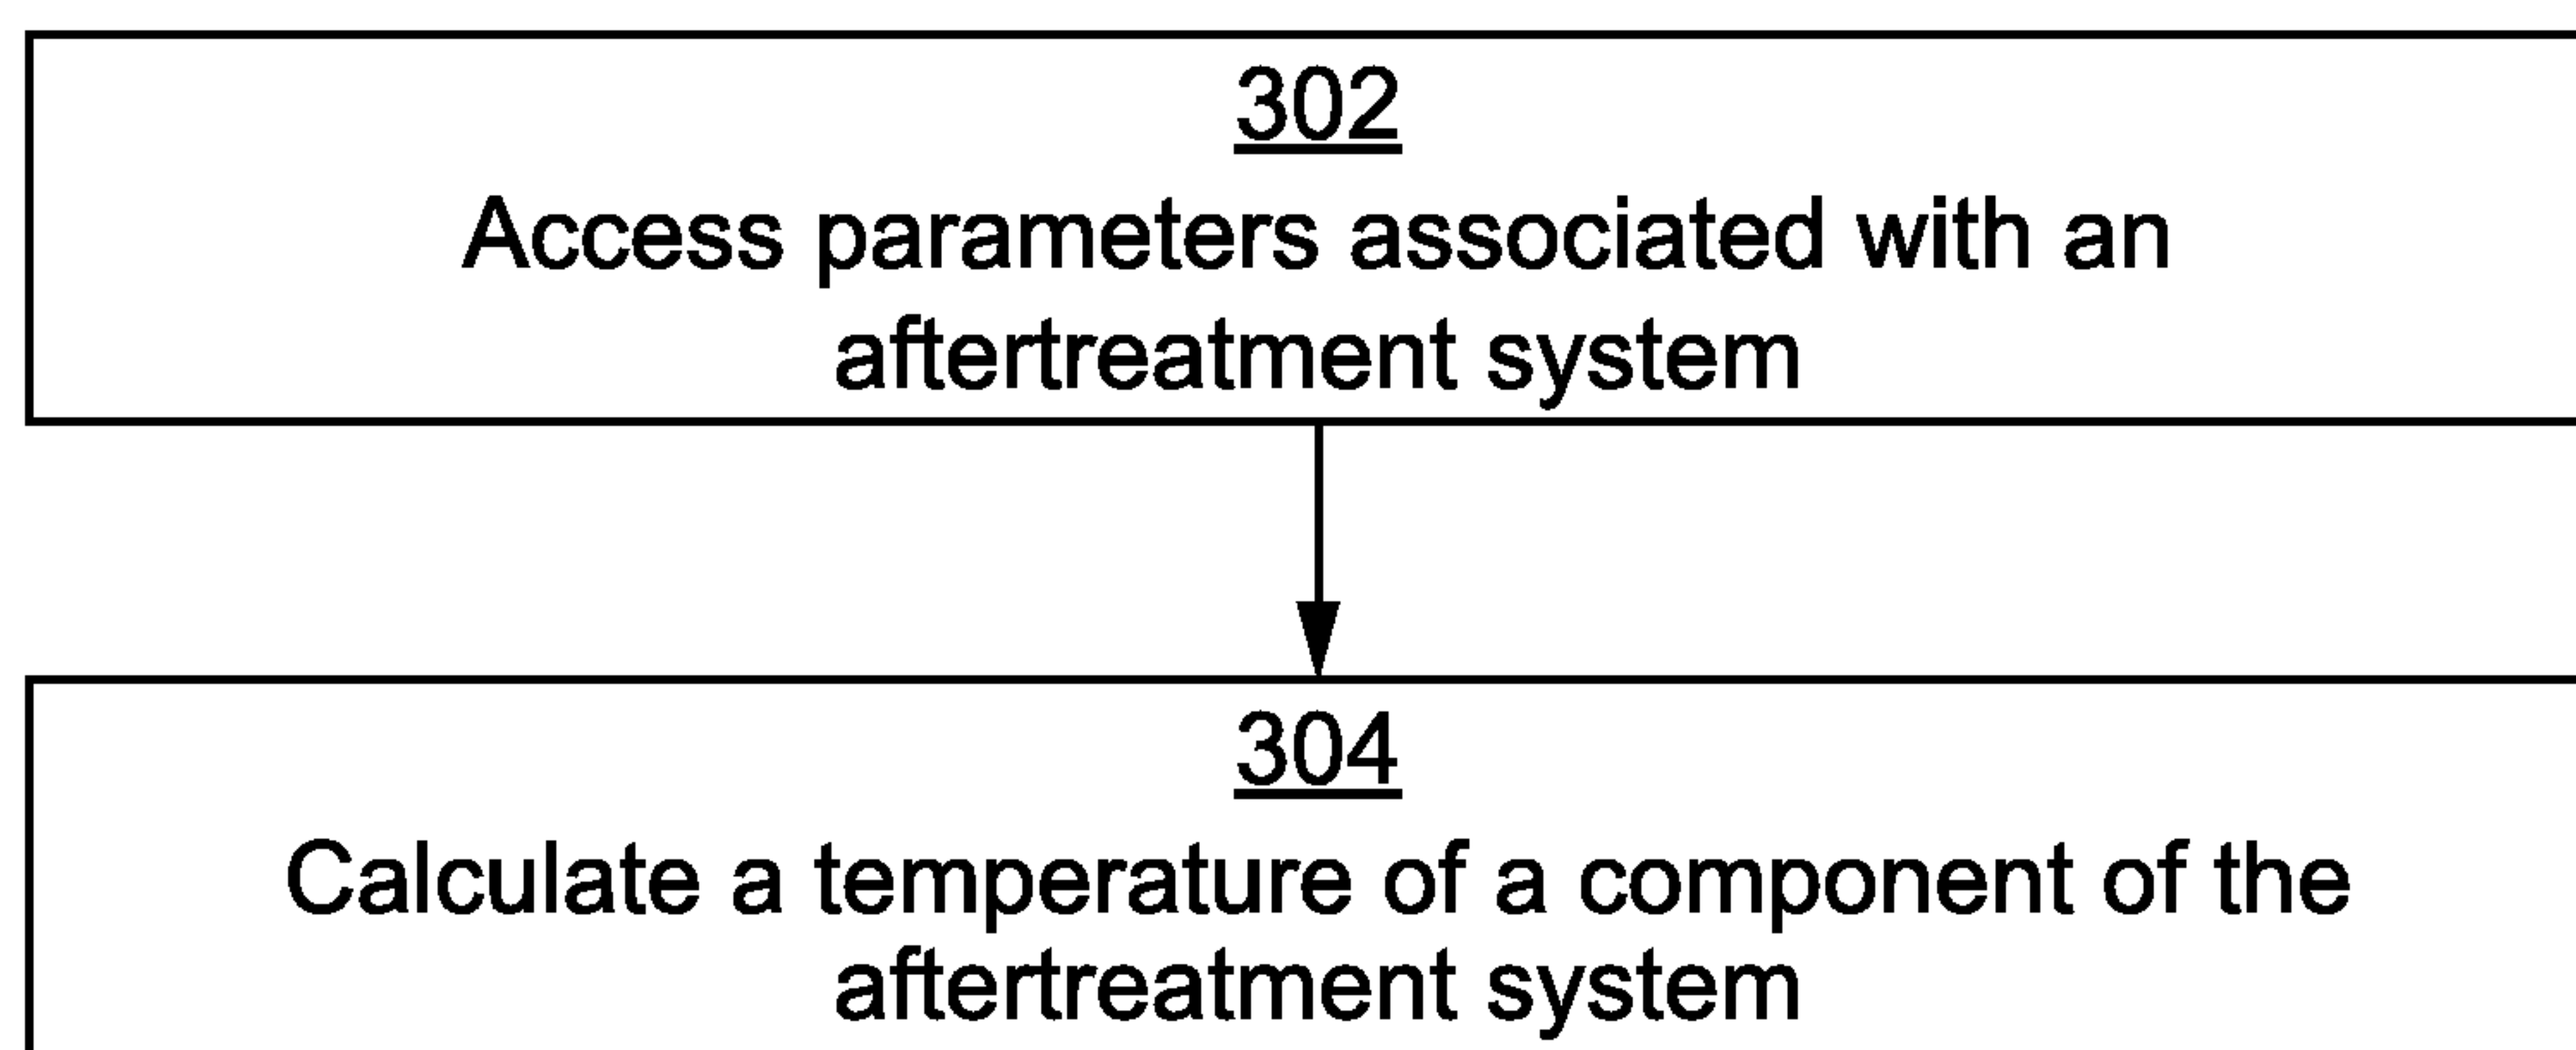 302
Access parameters associated with an
aftertreatment system
304
Calculate a temperature of a component of the
aftertreatment system